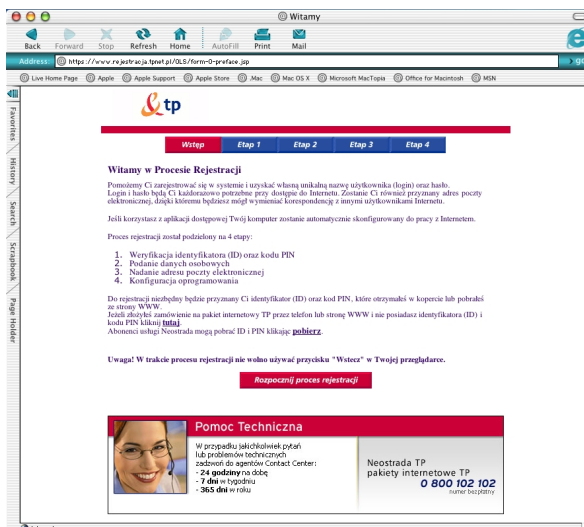 Witamy
Back Forward Stop Refresh Home AutoFill Print Mail
Address: https://www.rejestracja.tpnet.pl/OLS/form-0-preface.jsp go
Live Home Page Apple Apple Support Apple Store .Mac Mac OS X Microsoft MacTopia Office for Macintosh MSN
Favorites
History
Search
Scrapbook
Page Holder
tp
Wstęp Etap 1 Etap 2 Etap 3 Etap 4
Witamy w Procesie Rejestracji
Pomożemy Ci zarejestrować się w systemie i uzyskać własną unikalną nazwę użytkownika (login) oraz hasło.
Login i hasło będą Ci każdorazowo potrzebne przy dostępie do Internetu. Zostanie Ci również przyznany adres poczty
elektronicznej, dzięki któremu będziesz mógł wymieniać korespondencję z innymi użytkownikami Internetu.
Jeśli korzystasz z aplikacji dostępowej Twój komputer zostanie automatycznie skonfigurowany do pracy z Internetem.
Proces rejestracji został podzielony na 4 etapy:
1. Weryfikacja identyfikatora (ID) oraz kodu PIN
2. Podanie danych osobowych
3. Nadanie adresu poczty elektronicznej
4. Konfiguracja oprogramowania
Do rejestracji niezbędny będzie przyznany Ci identyfikator (ID) oraz kod PIN, które otrzymałeś w kopercie lub pobrałeś
ze strony WWW.
Jeżeli złożyłeś zamówienie na pakiet internetowy TP przez telefon lub stronę WWW i nie posiadasz identyfikatora (ID) i
kodu PIN kliknij tutaj.
Abonenci usługi Neostrada mogą pobrać ID i PIN klikając pobierz.
Uwaga! W trakcie procesu rejestracji nie wolno używać przycisku "Wstecz" w Twojej przeglądarce.
Rozpocznij proces rejestracji
Pomoc Techniczna
W przypadku jakichkolwiek pytań
lub problemów technicznych
zadzwoń do agentów Contact Center:
- 24 godziny na dobę
- 7 dni w tygodniu
- 365 dni w roku
Neostrada TP
pakiety internetowe TP
0 800 102 102
numer bezpłatny